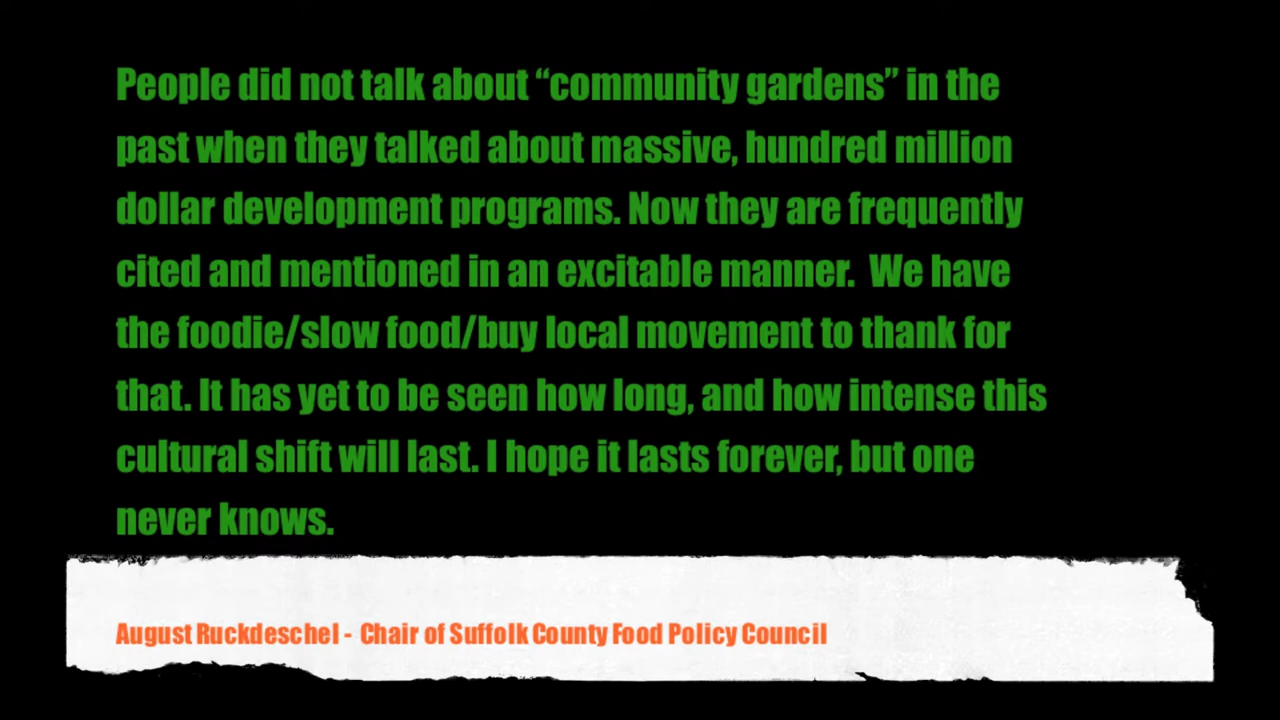 People did not talk about “community gardens” in the
past when they talked about massive, hundred million
dollar development programs. Now they are frequently
cited and mentioned in an excitable manner.  We have
the foodie/slow food/buy local movement to thank for
that. It has yet to be seen how long, and how intense this
cultural shift will last. I hope it lasts forever, but one
never knows.
August Ruckdeschel -  Chair of Suffolk County Food Policy Council